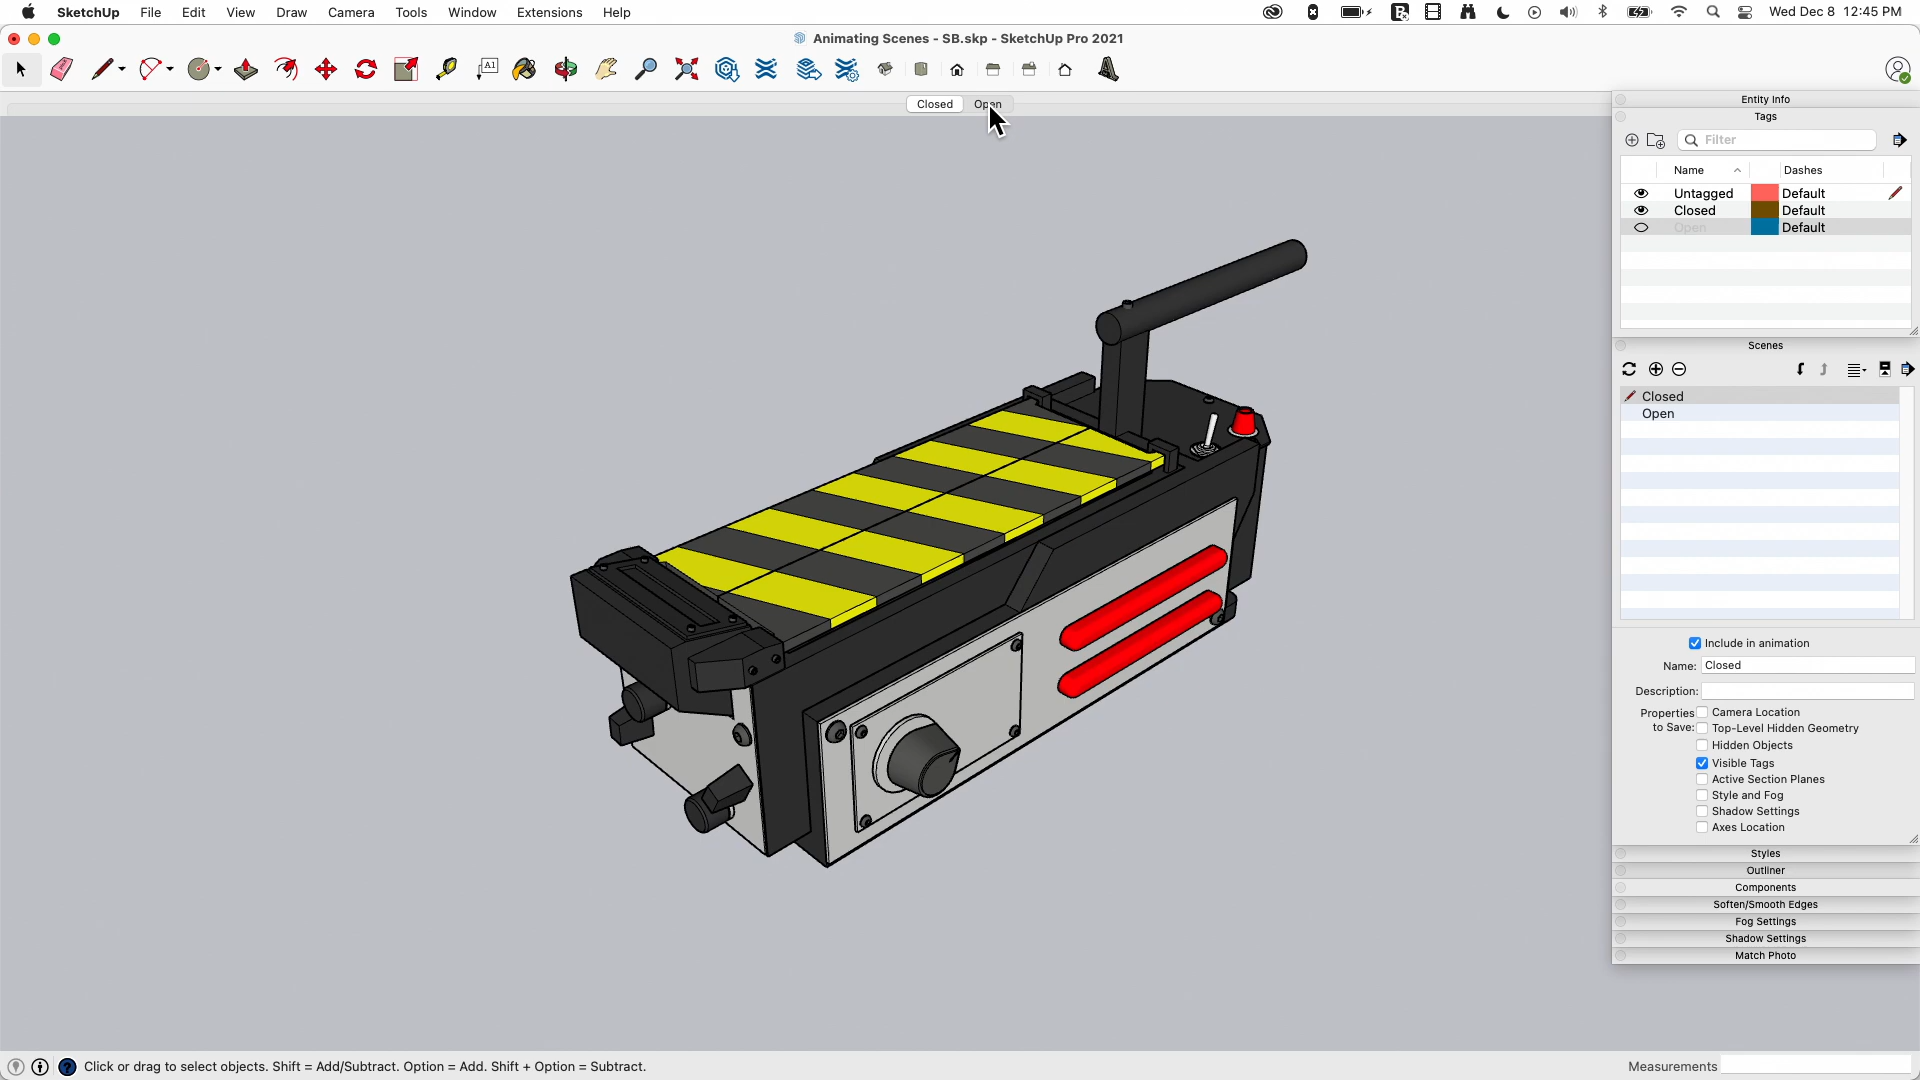 SketchUp File Edit View Draw Camera Tools Window Extensions Help Wed Dec 8 12:45 PM
Animating Scenes - SB.skp - SketchUp Pro 2021
A1
Closed Open
Entity Info
Tags
Filter
Name Dashes
Untagged Default
Closed Default
Open Default
Scenes
Closed
Open
Include in animation
Name: Closed
Description:
Properties to Save:
Camera Location
Top-Level Hidden Geometry
Hidden Objects
Visible Tags
Active Section Planes
Style and Fog
Shadow Settings
Axes Location
Styles
Outliner
Components
Soften/Smooth Edges
Fog Settings
Shadow Settings
Match Photo
Click or drag to select objects. Shift = Add/Subtract. Option = Add. Shift + Option = Subtract. Measurements